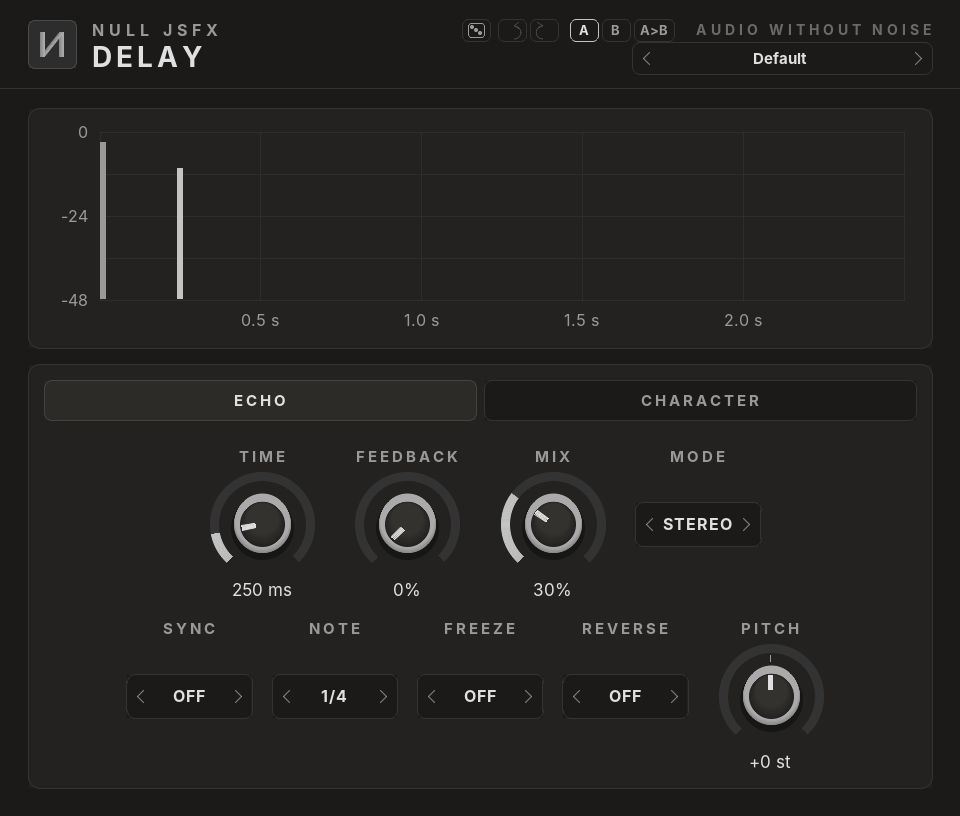 NULL JSFX
DELAY
A B A>B
AUDIO WITHOUT NOISE
Default
0
-24
-48
0.5 s 1.0 s 1.5 s 2.0 s
ECHO CHARACTER
TIME FEEDBACK MIX MODE
STEREO
250 ms 0% 30%
SYNC NOTE FREEZE REVERSE PITCH
OFF 1/4 OFF OFF
+0 st